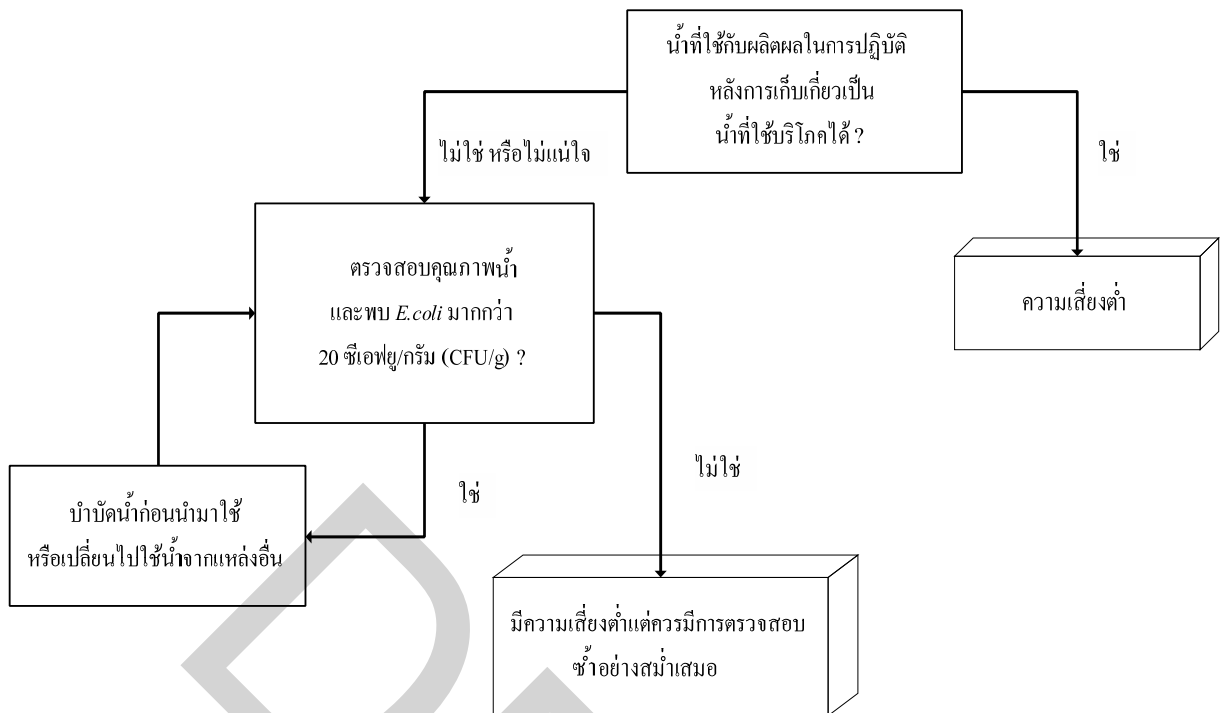 น้ำที่ใช้กับผลิตผลในการปฏิบัติ
หลังการเก็บเกี่ยวเป็น
น้ำที่ใช้บริโภคได้ ?
ไม่ใช่ หรือไม่แน่ใจ
ใช่
ตรวจสอบคุณภาพน้ำ
และพบ E.coli มากกว่า
20 ซีเอฟยู/กรัม (CFU/g) ?
ความเสี่ยงต่ำ
ใช่
ไม่ใช่
บำบัดน้ำก่อนนำมาใช้
หรือเปลี่ยนไปใช้น้ำจากแหล่งอื่น
มีความเสี่ยงต่ำแต่ควรมีการตรวจสอบ
ซ้ำอย่างสม่ำเสมอ